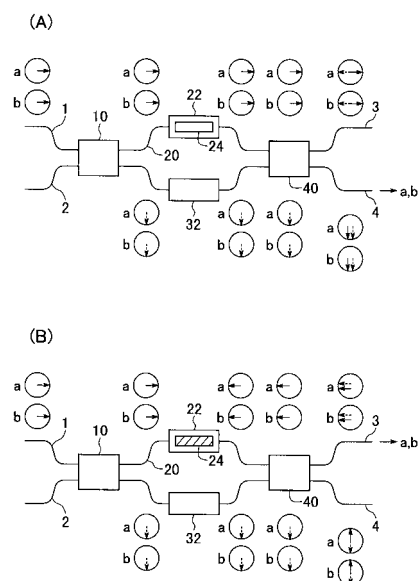 (A)
a a 22 a a a
b b b b b
1 10 3
20 24
a a a 40
2 32 a,b
b b b a 4
b
(B)
a a 22 a a a
b b b b b
1 10 3
20 24 a,b
40
2 32 4
a a a a
b b b b